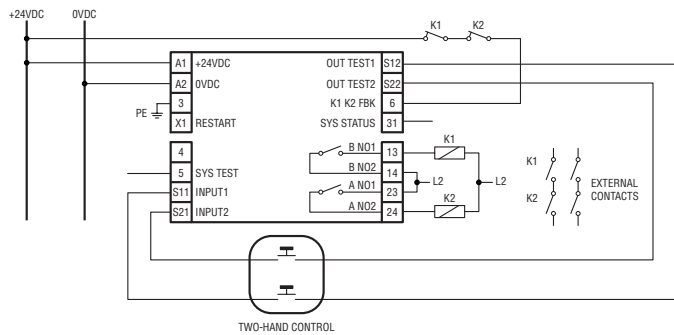 +24VDC 0VDC
K1 K2
A1 +24VDC OUT TEST1 S12
A2 0VDC OUT TEST2 S22
PE 3 K1 K2 FBK 6
X1 RESTART SYS STATUS 31
4 B NO1 13 K1
5 SYS TEST B NO2 14 L2 L2
S11 INPUT1 A NO1 23
S21 INPUT2 A NO2 24 K2
K1
K2
EXTERNAL
CONTACTS
TWO-HAND CONTROL